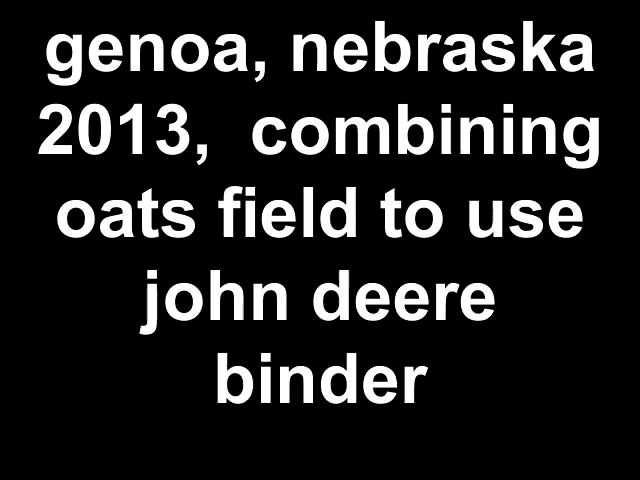 genoa, nebraska
2013,  combining
oats field to use
john deere
binder